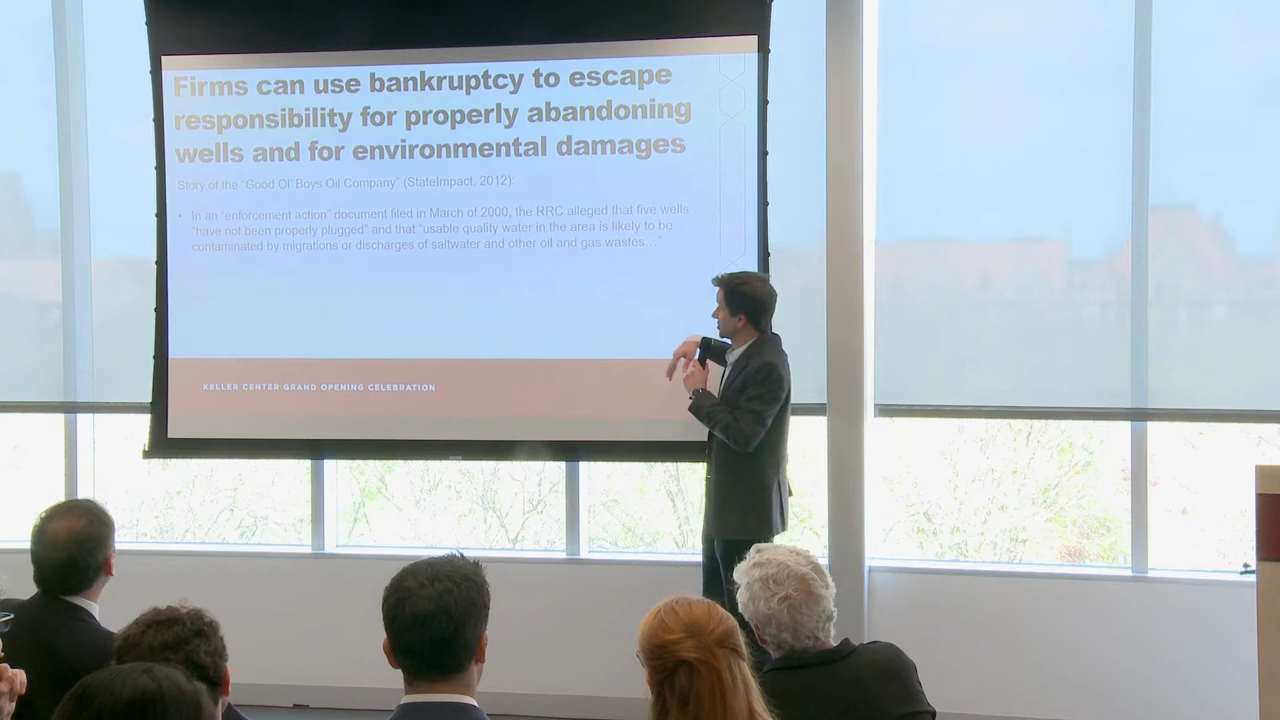 Firms can use bankruptcy to escape
responsibility for properly abandoning
wells and for environmental damages
Story of the "Good Ol' Boys Oil Company" (StateImpact, 2012):
• In an "enforcement action" document filed in March of 2000, the RRC alleged that five wells
"have not been properly plugged" and that "usable quality water in the area is likely to be
contaminated by migrations or discharges of saltwater and other oil and gas wastes…"
KELLER CENTER GRAND OPENING CELEBRATION